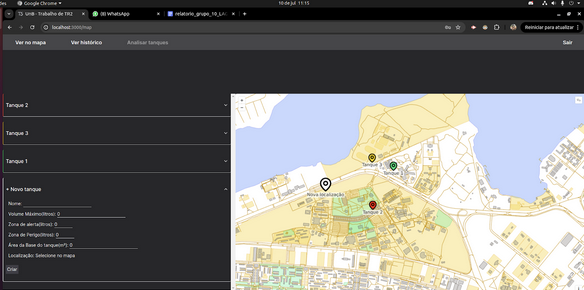 Google Chrome
10 de jul 11:15
UnB - Trabalho de TR2
(8) WhatsApp
relatorio_grupo_10_L
localhost:3000/map
Reiniciar para atualizar
Ver no mapa
Ver histórico
Analisar tanques
Sair
Tanque 2
Tanque 3
Tanque 1
+ Novo tanque
Nome:
Volume Máximo(litros): 0
Zona de alerta(litros): 0
Zona de Perigo(litros): 0
Área da Base do tanque(m²): 0
Localização: Selecione no mapa
Criar
Nova localização
Tanque
Tanque
Tanque 2